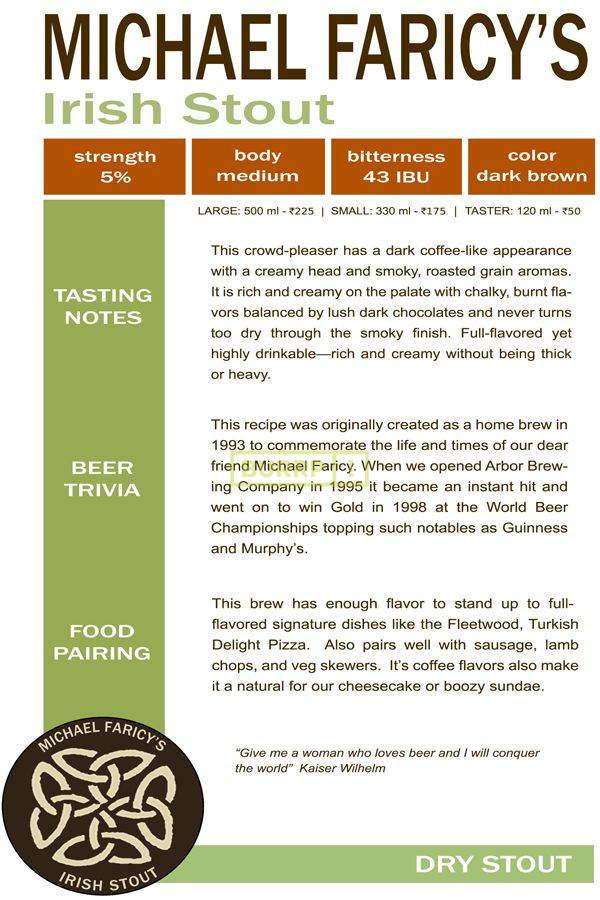 MICHAEL FARICY'S
Irish Stout
strength
5%
body
medium
bitterness
43 IBU
color
dark brown
LARGE: 500 ml - ₹225 | SMALL: 330 ml - ₹175 | TASTER: 120 ml - ₹50
TASTING
NOTES
This crowd-pleaser has a dark coffee-like appearance
with a creamy head and smoky, roasted grain aromas.
It is rich and creamy on the palate with chalky, burnt fla-
vors balanced by lush dark chocolates and never turns
too dry through the smoky finish. Full-flavored yet
highly drinkable—rich and creamy without being thick
or heavy.
BEER
TRIVIA
This recipe was originally created as a home brew in
1993 to commemorate the life and times of our dear
friend Michael Faricy. When we opened Arbor Brew-
ing Company in 1995 it became an instant hit and
went on to win Gold in 1998 at the World Beer
Championships topping such notables as Guinness
and Murphy's.
FOOD
PAIRING
This brew has enough flavor to stand up to full-
flavored signature dishes like the Fleetwood, Turkish
Delight Pizza. Also pairs well with sausage, lamb
chops, and veg skewers. It's coffee flavors also make
it a natural for our cheesecake or boozy sundae.
"Give me a woman who loves beer and I will conquer
the world" Kaiser Wilhelm
MICHAEL FARICY'S
IRISH STOUT
DRY STOUT